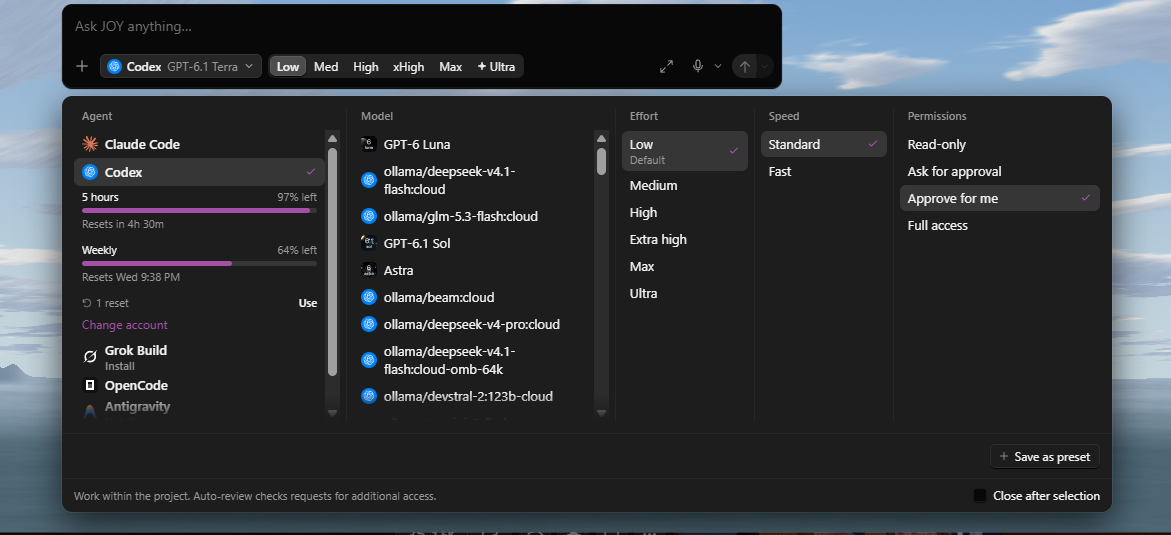 Ask JOY anything...
Codex GPT-6.1 Terra
Low Med High xHigh Max Ultra
Agent
Claude Code
Codex
5 hours 97% left
Resets in 4h 30m
Weekly 64% left
Resets Wed 9:38 PM
1 reset Use
Change account
Grok Build
Install
OpenCode
Antigravity
Model
GPT-6 Luna
ollama/deepseek-v4.1-
flash:cloud
ollama/glm-5.3-flash:cloud
GPT-6.1 Sol
Astra
ollama/beam:cloud
ollama/deepseek-v4-pro:cloud
ollama/deepseek-v4.1-
flash:cloud-omb-64k
ollama/devstral-2:123b-cloud
Effort
Low
Default
Medium
High
Extra high
Max
Ultra
Speed
Standard
Fast
Permissions
Read-only
Ask for approval
Approve for me
Full access
Save as preset
Work within the project. Auto-review checks requests for additional access.
Close after selection